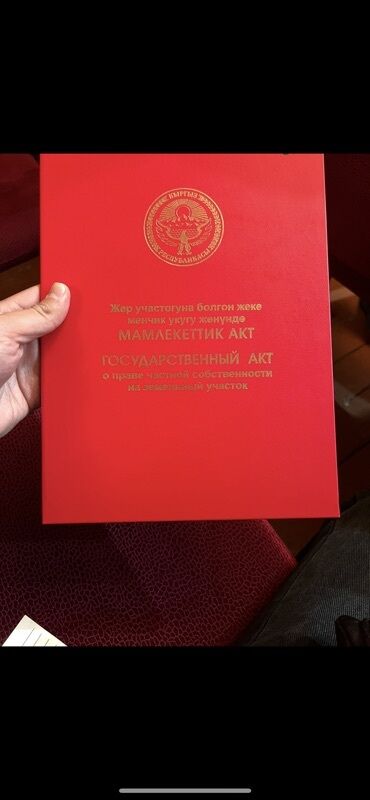 КЫРГЫЗ
РЕСПУБЛИКАСЫ
Жер участогуна болгон жеке
менчик укугу жөнүндө
МАМЛЕКЕТТИК АКТ
ГОСУДАРСТВЕННЫЙ АКТ
о праве частной собственности
на земельный участок